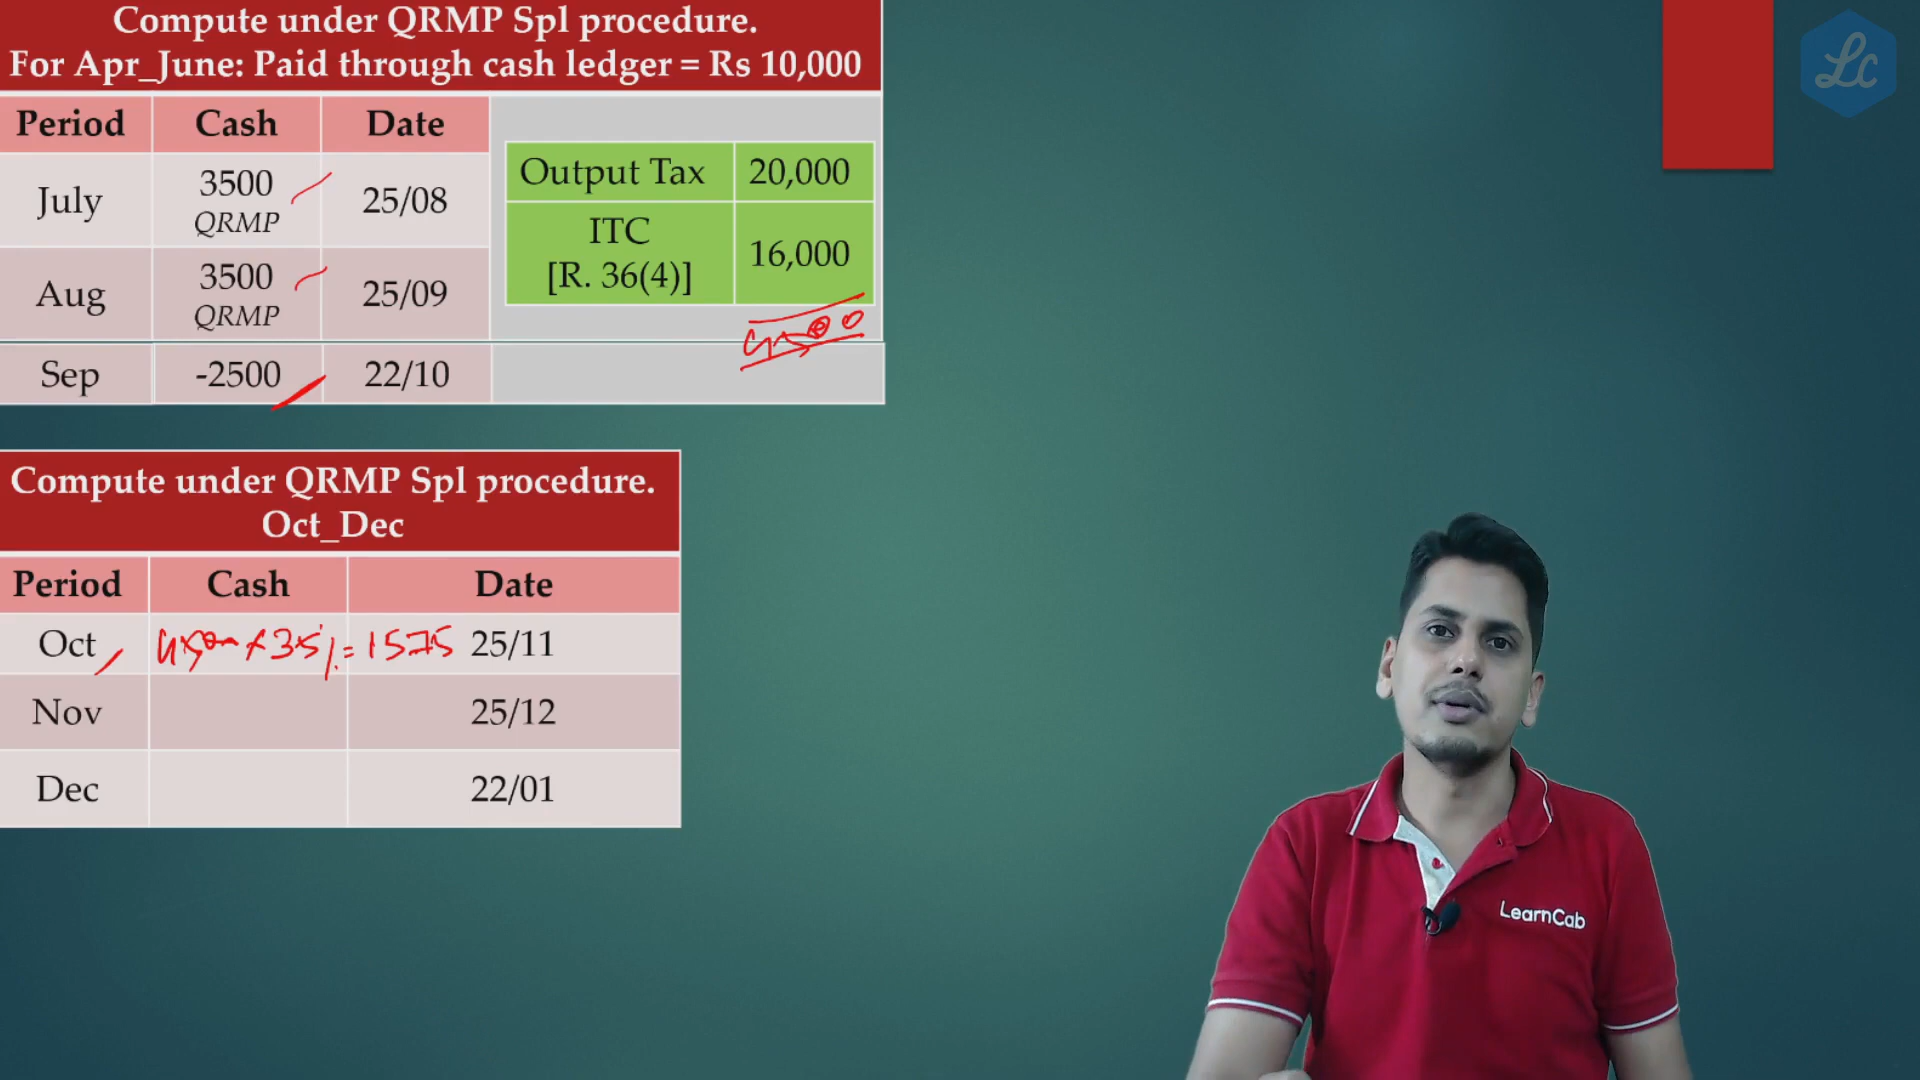 Compute under QRMP Spl procedure.
For Apr_June: Paid through cash ledger = Rs 10,000
Period Cash Date
July 3500 QRMP 25/08
Aug 3500 QRMP 25/09
Sep -2500 22/10
Output Tax 20,000
ITC [R. 36(4)] 16,000
4500
Compute under QRMP Spl procedure.
Oct_Dec
Period Cash Date
Oct 4500 x 35% = 1575 25/11
Nov 25/12
Dec 22/01
Lc
LearnCab